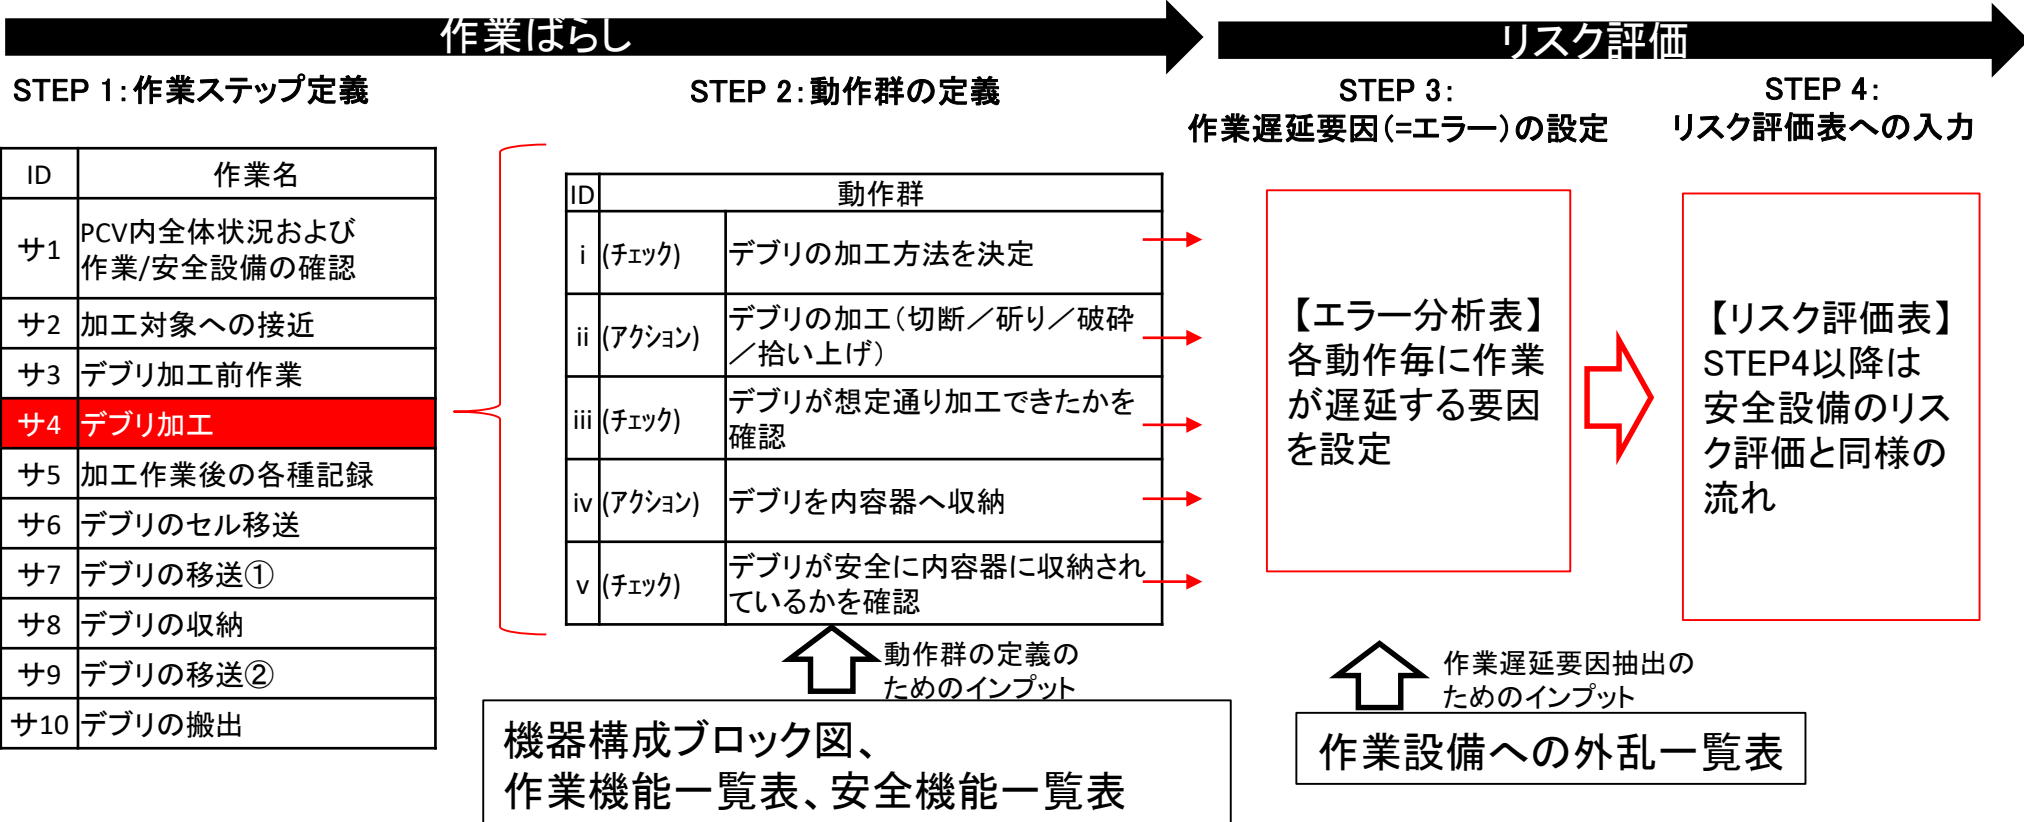 作業ばらし
リスク評価
STEP 1:作業ステップ定義
STEP 2:動作群の定義
STEP 3:
作業遅延要因(=エラー)の設定
STEP 4:
リスク評価表への入力
ID 作業名
サ1 PCV内全体状況および
作業/安全設備の確認
サ2 加工対象への接近
サ3 デブリ加工前作業
サ4 デブリ加工
サ5 加工作業後の各種記録
サ6 デブリのセル移送
サ7 デブリの移送①
サ8 デブリの収納
サ9 デブリの移送②
サ10 デブリの搬出
ID 動作群
i (チェック) デブリの加工方法を決定
ii (アクション) デブリの加工(切断/斫り/破砕
/拾い上げ)
iii (チェック) デブリが想定通り加工できたかを
確認
iv (アクション) デブリを内容器へ収納
v (チェック) デブリが安全に内容器に収納され
ているかを確認
動作群の定義の
ためのインプット
機器構成ブロック図、
作業機能一覧表、安全機能一覧表
【エラー分析表】
各動作毎に作業
が遅延する要因
を設定
作業遅延要因抽出の
ためのインプット
作業設備への外乱一覧表
【リスク評価表】
STEP4以降は
安全設備のリス
ク評価と同様の
流れ